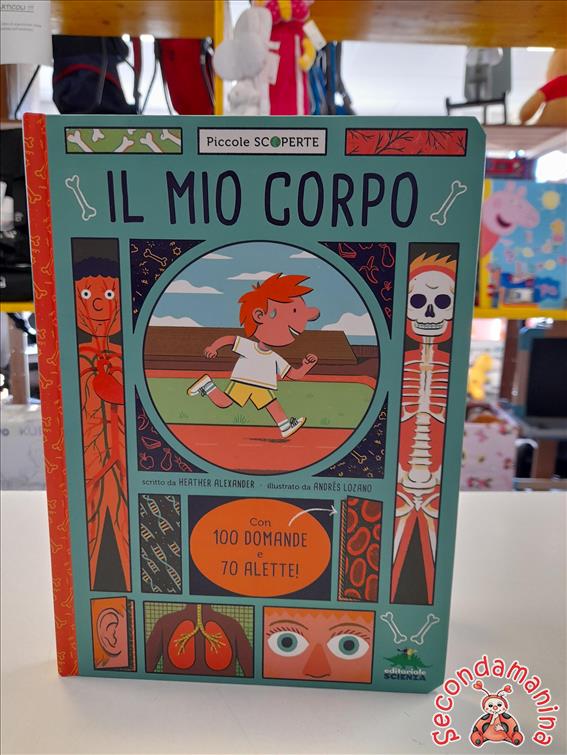 ARTICOLI !!!
Piccole SCOPERTE
IL MIO CORPO
scritto da HEATHER ALEXANDER · illustrato da ANDRÉS LOZANO
Con
100 DOMANDE
e
70 ALETTE!
editoriale
SCIENZA
Secondamanina